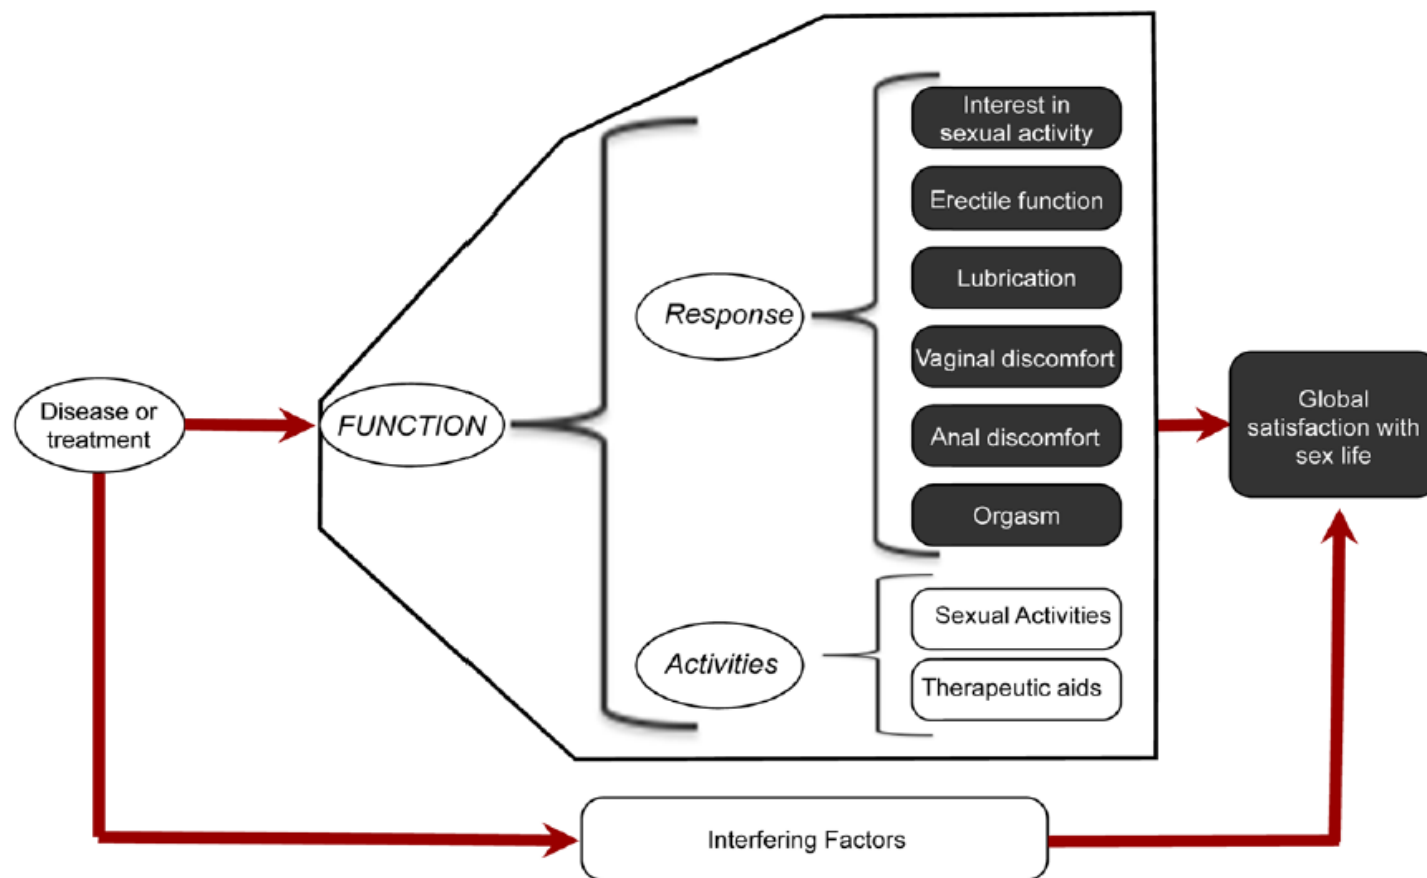 Disease or
treatment
FUNCTION
Response
Interest in
sexual activity
Erectile function
Lubrication
Vaginal discomfort
Anal discomfort
Orgasm
Activities
Sexual Activities
Therapeutic aids
Global
satisfaction with
sex life
Interfering Factors